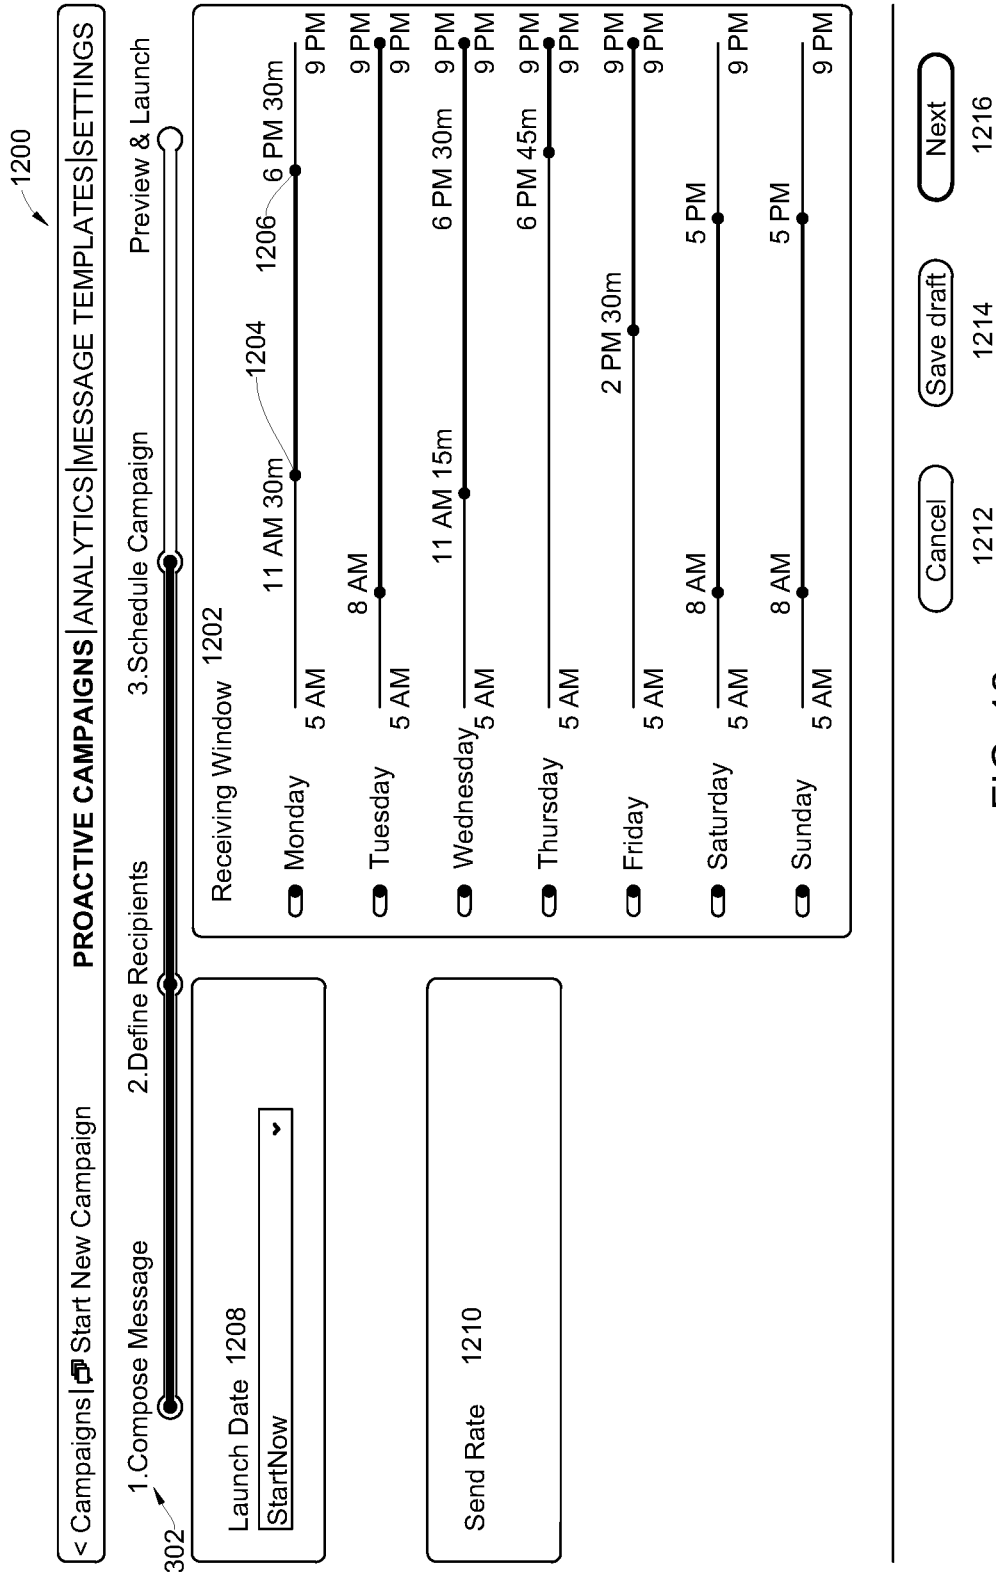 1200
< Campaigns| Start New Campaign PROACTIVE CAMPAIGNS|ANALYTICS|MESSAGE TEMPLATES|SETTINGS
302
1.Compose Message 2.Define Recipients 3.Schedule Campaign Preview & Launch
Launch Date 1208
StartNow
Send Rate 1210
Receiving Window 1202
1204
1206
Monday 5 AM 11 AM 30m 6 PM 30m 9 PM
Tuesday 5 AM 8 AM 9 PM 9 PM
Wednesday 5 AM 11 AM 15m 6 PM 30m 9 PM 9 PM
Thursday 5 AM 6 PM 45m 9 PM 9 PM
Friday 5 AM 2 PM 30m 9 PM 9 PM
Saturday 5 AM 8 AM 5 PM 9 PM
Sunday 5 AM 8 AM 5 PM 9 PM
Cancel Save draft Next
1212 1214 1216